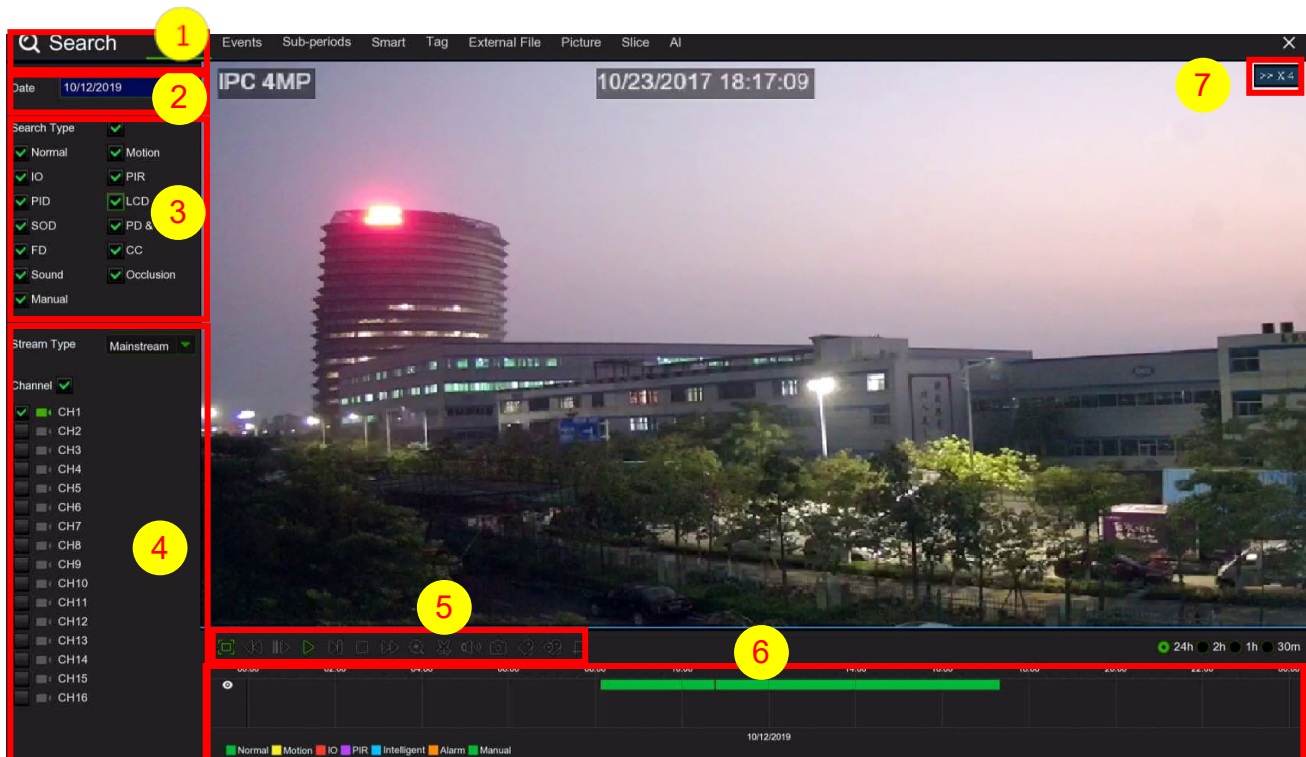 Search
1
Events Sub-periods Smart Tag External File Picture Slice AI
Date 10/12/2019
2
IPC 4MP
10/23/2017 18:17:09
7
>> X 4
Search Type
Normal Motion
IO PIR
PID LCD
3
SOD PD &
FD CC
Sound Occlusion
Manual
Stream Type Mainstream
Channel
CH1
CH2
CH3
CH4
CH5
CH6
CH7
CH8
4
CH9
CH10
CH11
CH12
CH13
CH14
CH15
CH16
5
6
24h 2h 1h 30m
10/12/2019
Normal Motion IO PIR Intelligent Alarm Manual